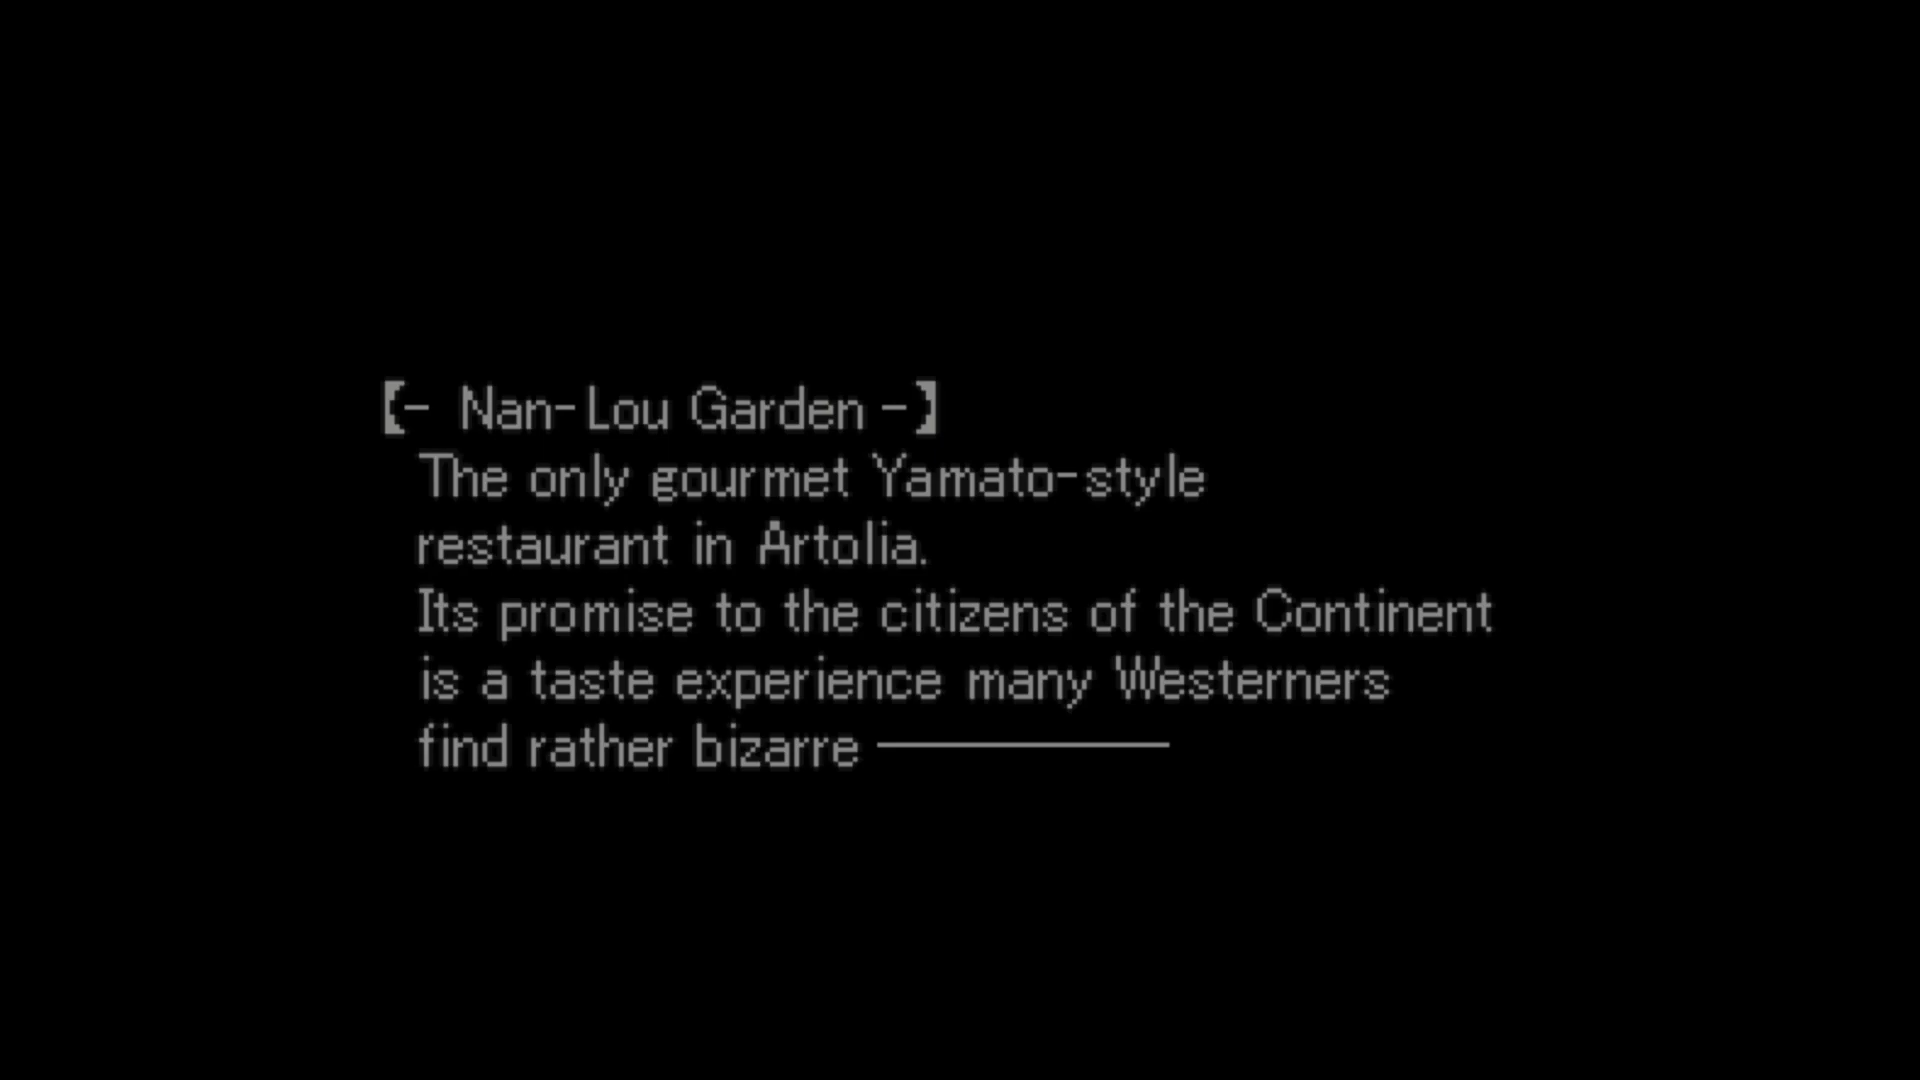 【- Nan-Lou Garden -】
The only gourmet Yamato-style
restaurant in Artolia.
Its promise to the citizens of the Continent
is a taste experience many Westerners
find rather bizarre ――――――